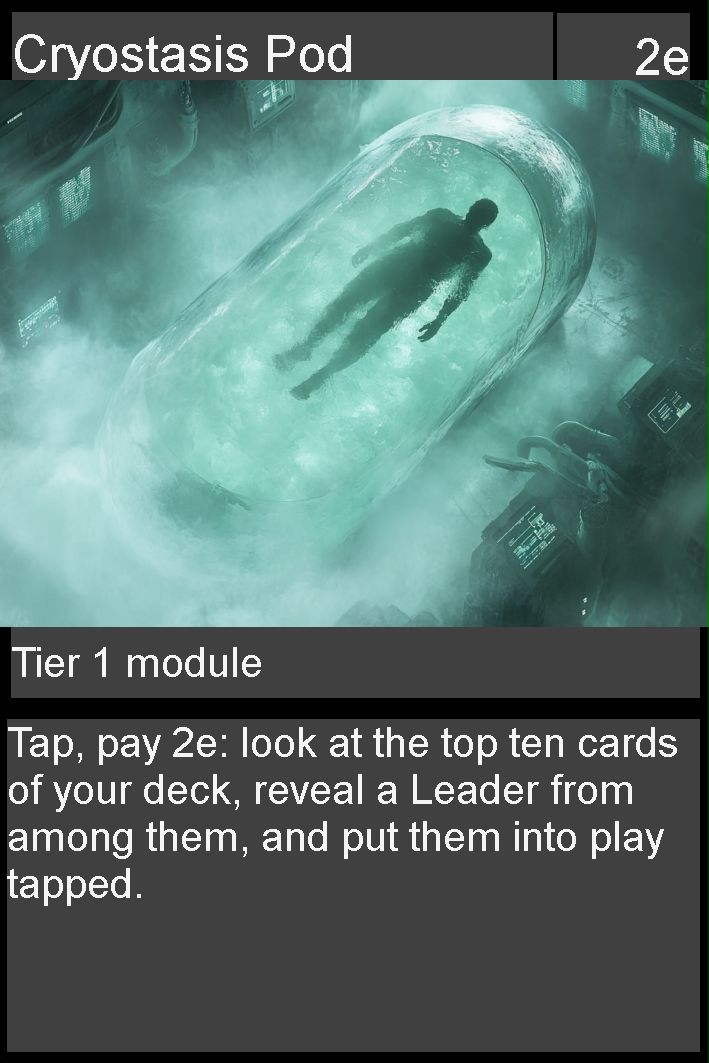 Cryostasis Pod 2e
Tier 1 module
Tap, pay 2e: look at the top ten cards
of your deck, reveal a Leader from
among them, and put them into play
tapped.